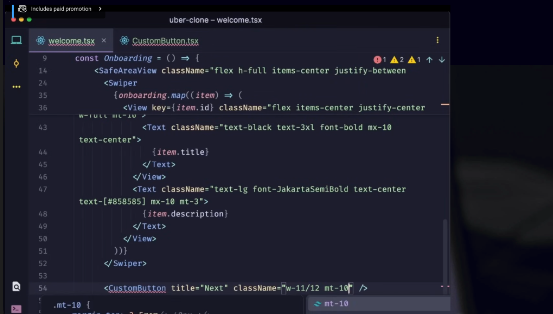 Includes paid promotion >
uber-clone – welcome.tsx
welcome.tsx × CustomButton.tsx
9 const Onboarding = () => {
1 2 1
14 <SafeAreaView className="flex h-full items-center justify-between
24 <Swiper
35 {onboarding.map((item) => (
36 <View key={item.id} className="flex items-center justify-center
w-full mt-10">
43 <Text className="text-black text-3xl font-bold mx-10
text-center">
44 {item.title}
45 </Text>
46 </View>
47 <Text className="text-lg font-JakartaSemiBold text-center
text-[#858585] mx-10 mt-3">
48 {item.description}
49 </Text>
50 </View>
51 ))}
52 </Swiper>
53
54 <CustomButton title="Next" className="w-11/12 mt-10" />
.mt-10 {
mt-10